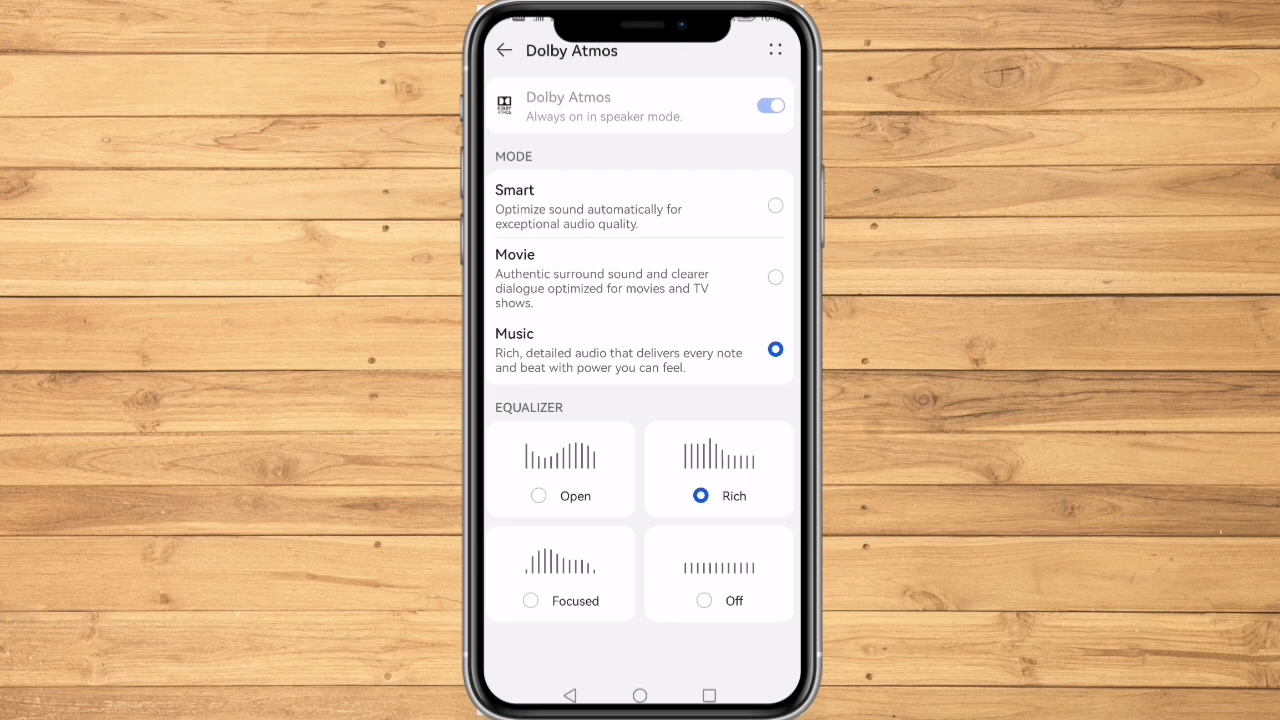 Dolby Atmos
Dolby Atmos
Always on in speaker mode.
MODE
Smart
Optimize sound automatically for
exceptional audio quality.
Movie
Authentic surround sound and clearer
dialogue optimized for movies and TV
shows.
Music
Rich, detailed audio that delivers every note
and beat with power you can feel.
EQUALIZER
Open
Rich
Focused
Off